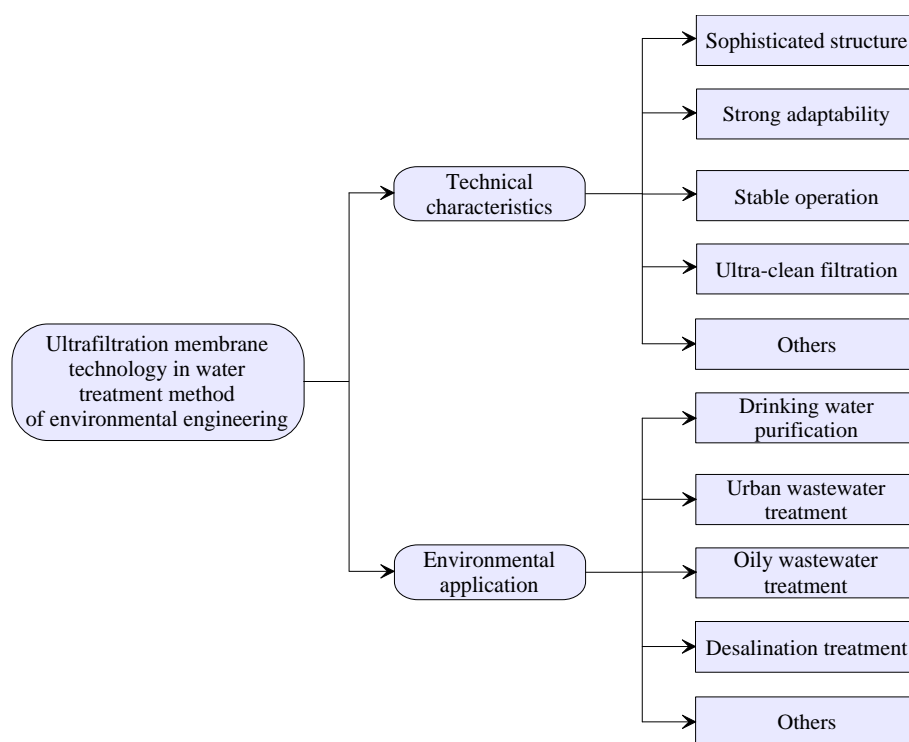 Ultrafiltration membrane
technology in water
treatment method
of environmental engineering
Technical
characteristics
Sophisticated structure
Strong adaptability
Stable operation
Ultra-clean filtration
Others
Environmental
application
Drinking water
purification
Urban wastewater
treatment
Oily wastewater
treatment
Desalination treatment
Others